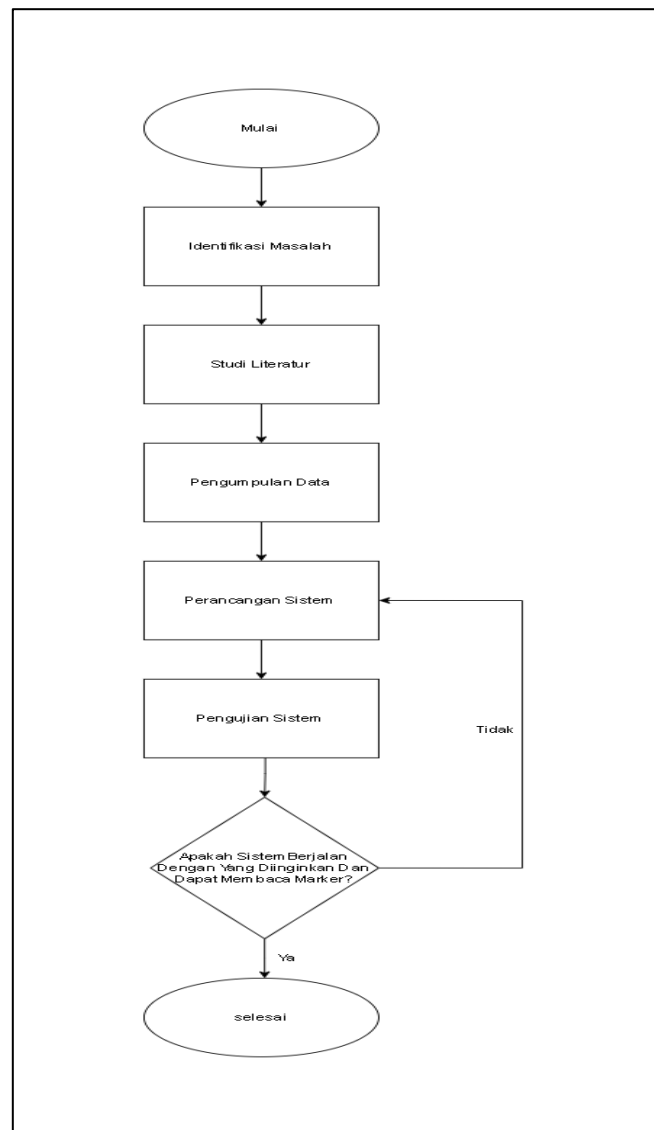 Mulai
Identifikasi Masalah
Studi Literatur
Pengumpulan Data
Perancangan Sistem
Pengujian Sistem
Tidak
Apakah Sistem Berjalan
Dengan Yang Diinginkan Dan
Dapat Membaca Marker?
Ya
selesai